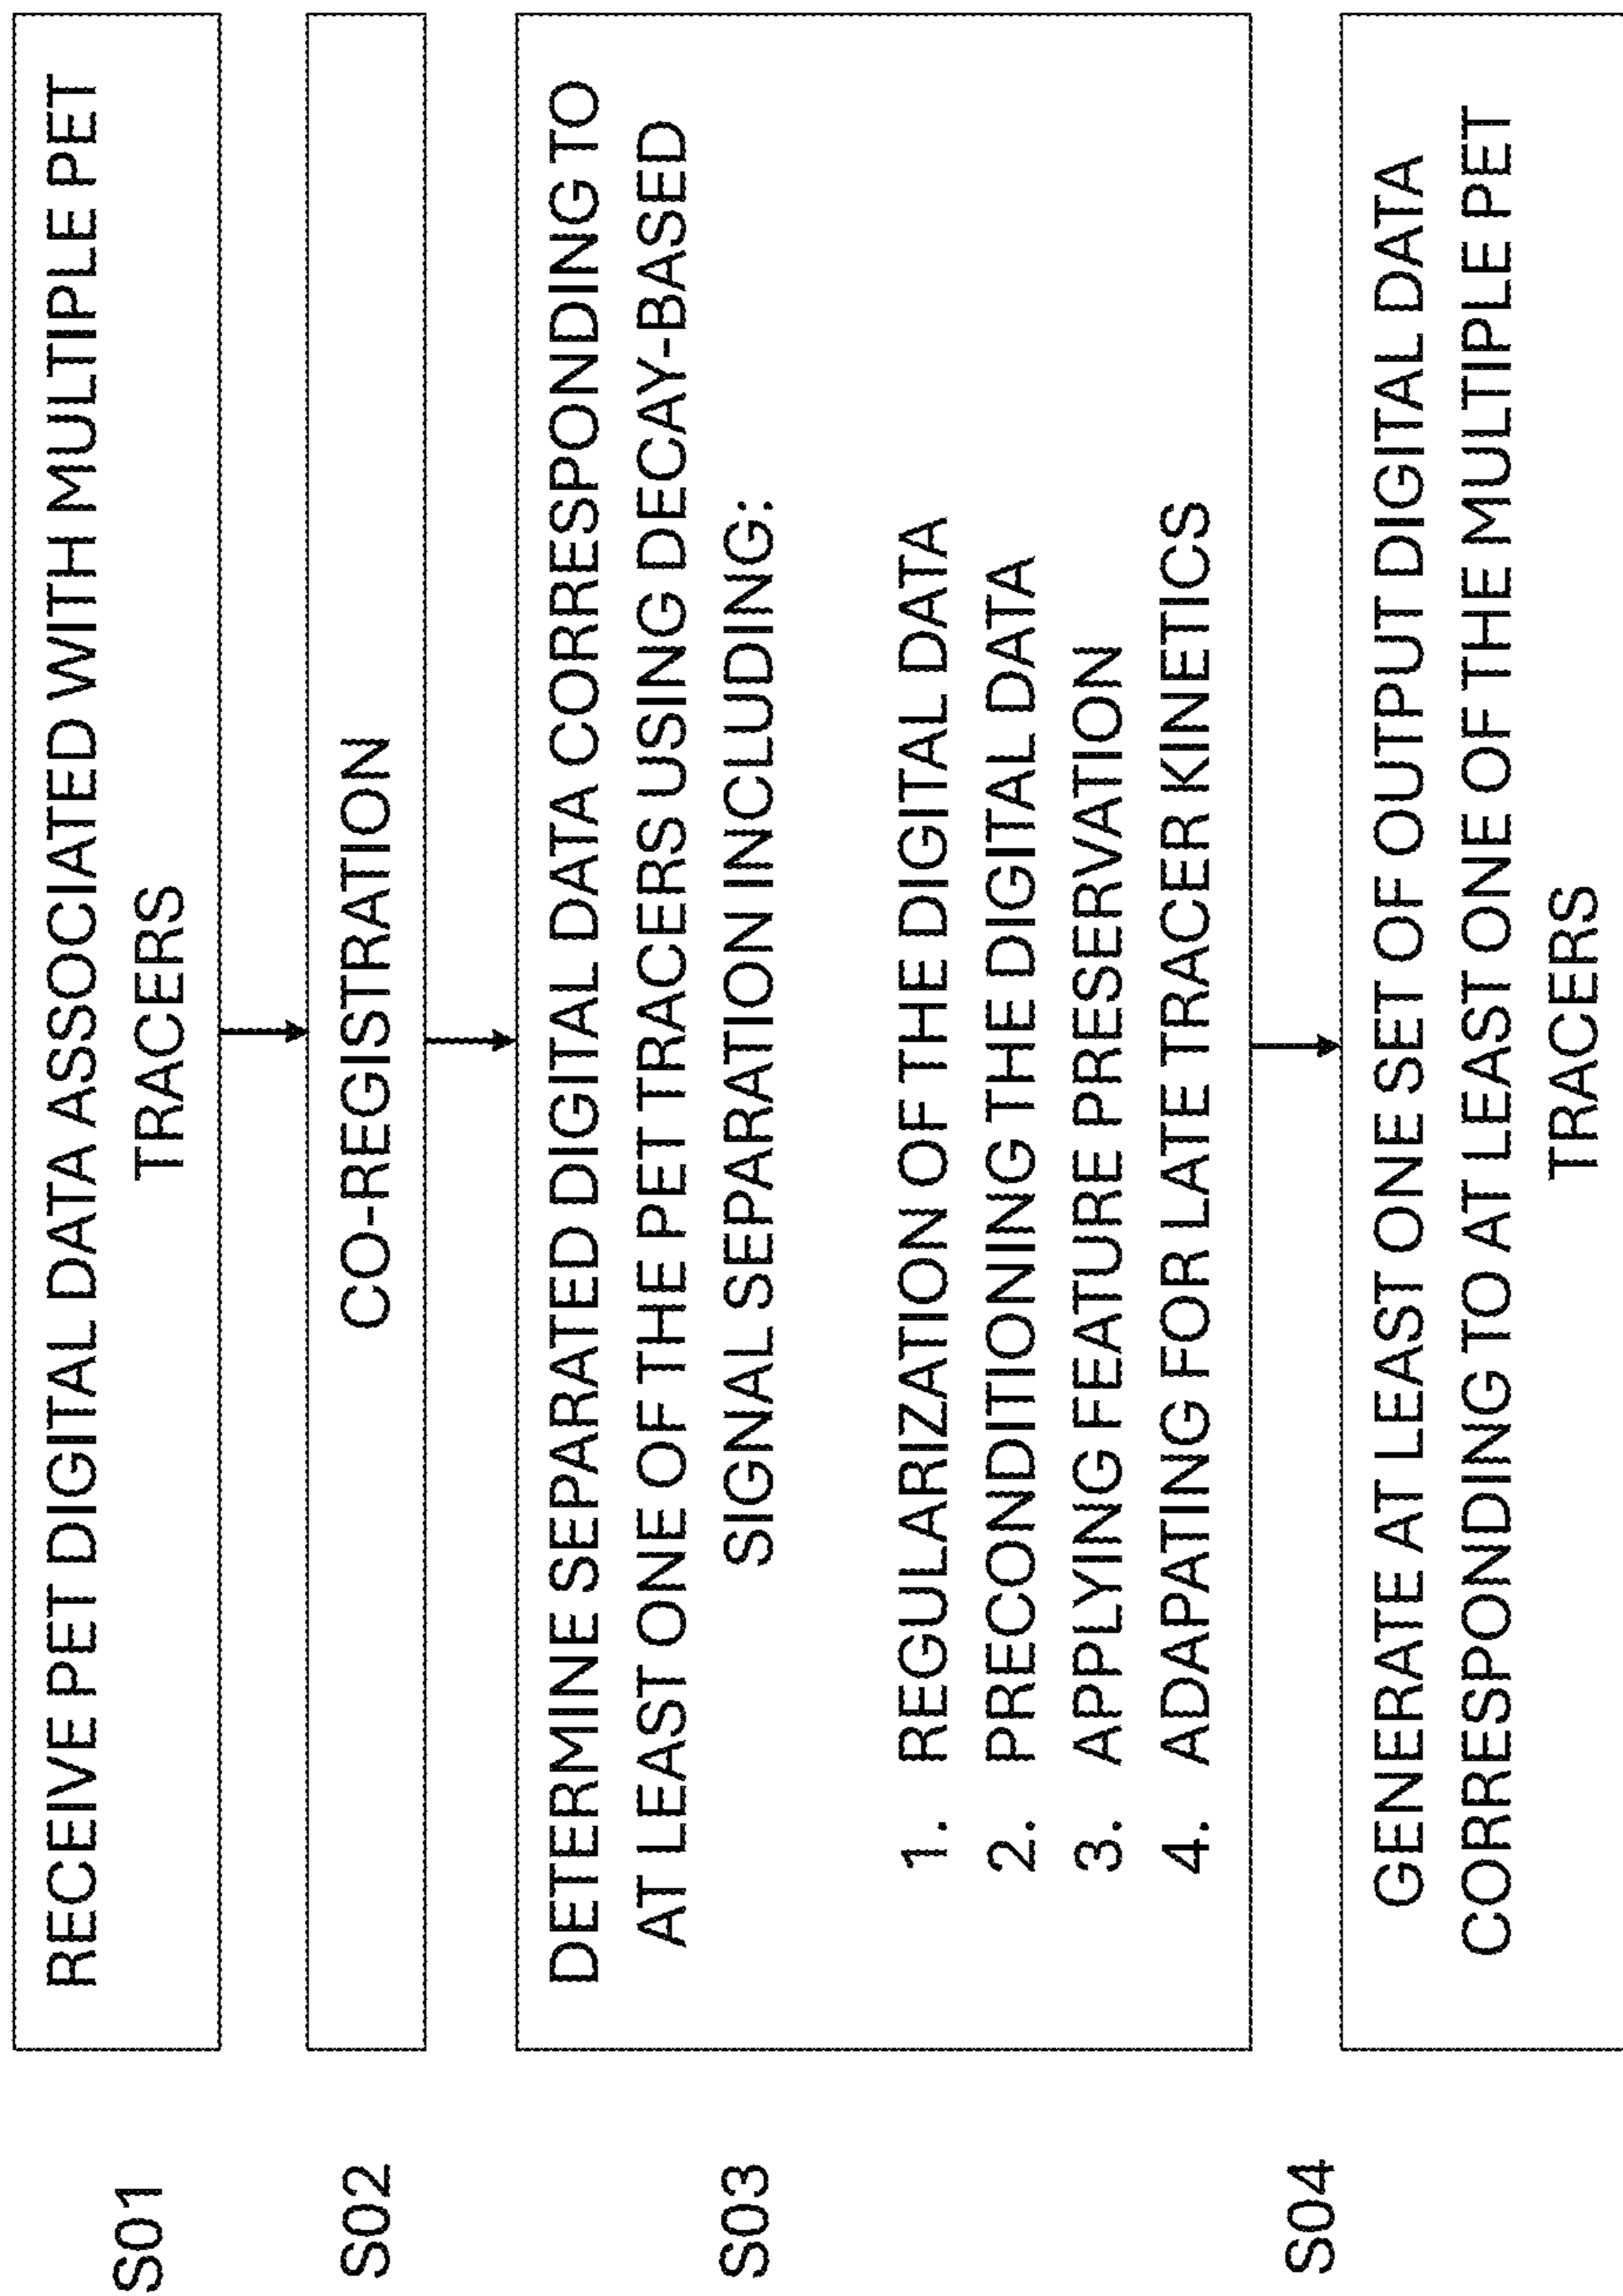 S01
RECEIVE PET DIGITAL DATA ASSOCIATED WITH MULTIPLE PET
TRACERS
S02
CO-REGISTRATION
S03
DETERMINE SEPARATED DIGITAL DATA CORRESPONDING TO
AT LEAST ONE OF THE PET TRACERS USING DECAY-BASED
SIGNAL SEPARATION INCLUDING:
1. REGULARIZATION OF THE DIGITAL DATA
2. PRECONDITIONING THE DIGITAL DATA
3. APPLYING FEATURE PRESERVATION
4. ADAPATING FOR LATE TRACER KINETICS
S04
GENERATE AT LEAST ONE SET OF OUTPUT DIGITAL DATA
CORRESPONDING TO AT LEAST ONE OF THE MULTIPLE PET
TRACERS